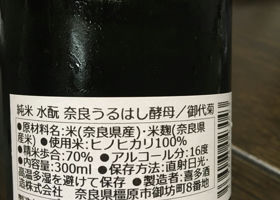 純米 水酛 奈良うるはし酵母／御代菊
●原材料名:米(奈良県産)・米麹(奈良県
産米) ●使用米:ヒノヒカリ100%
●精米歩合:70% ●アルコール分:16度
●内容量:300ml ●保存方法:直射日光・
高温多湿を避けて保存 ●製造者:喜多酒
造株式会社 奈良県橿原市御坊町8番地